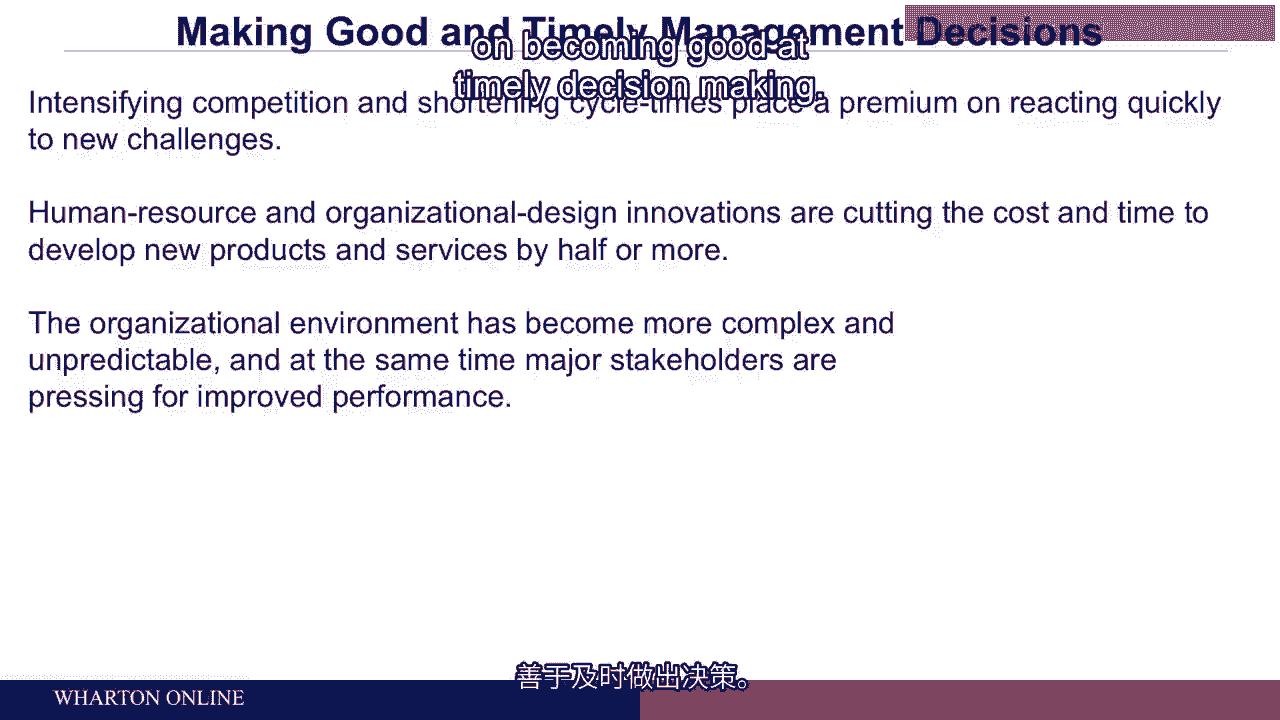 Making Good and Timely Management Decisions
on becoming good at
timely decision making.
Intensifying competition and shortening cycle-times place a premium on reacting quickly
to new challenges.
Human-resource and organizational-design innovations are cutting the cost and time to
develop new products and services by half or more.
The organizational environment has become more complex and
unpredictable, and at the same time major stakeholders are
pressing for improved performance.
善于及时做出决策。
WHARTON ONLINE